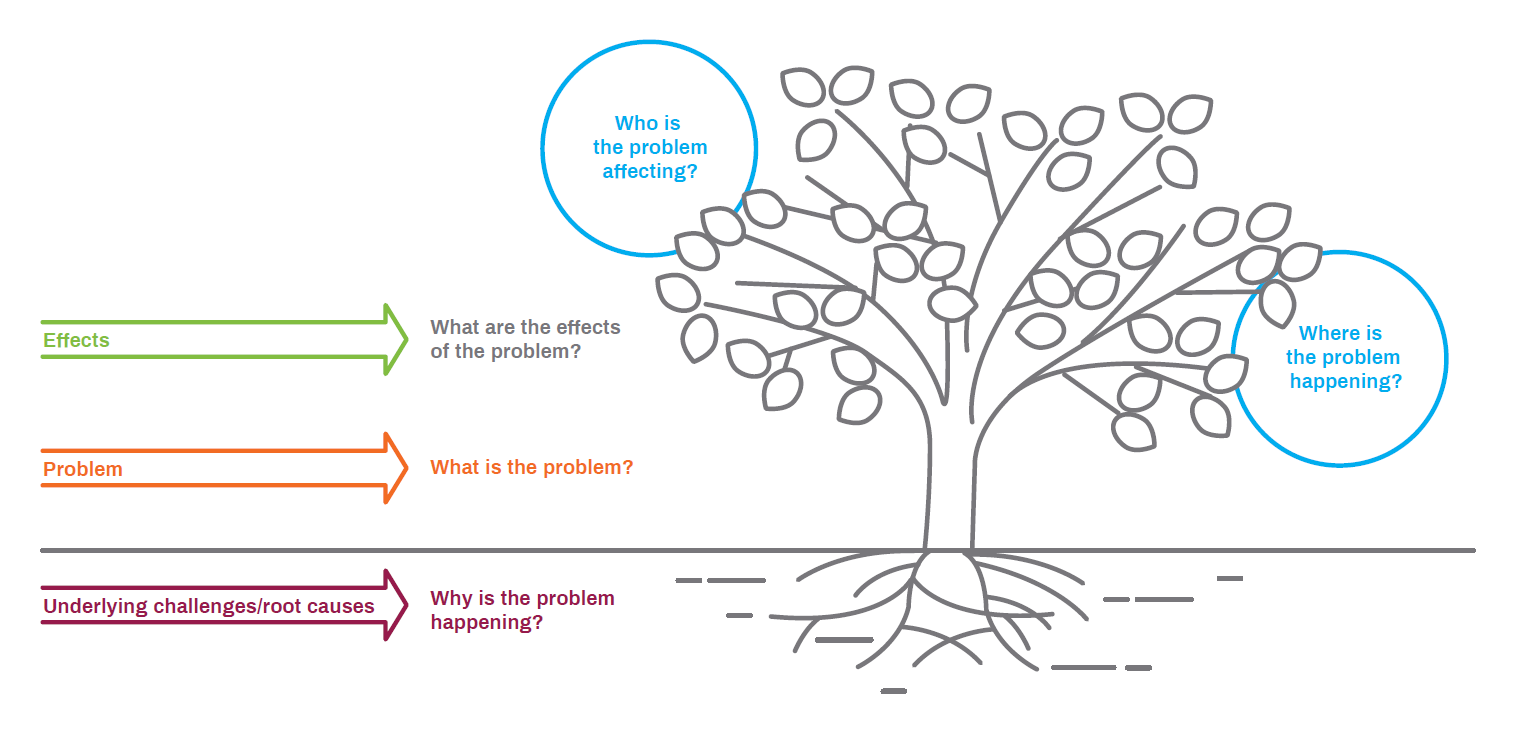 Who is
the problem
affecting?
Effects
What are the effects
of the problem?
Where is
the problem
happening?
Problem
What is the problem?
Underlying challenges/root causes
Why is the problem
happening?